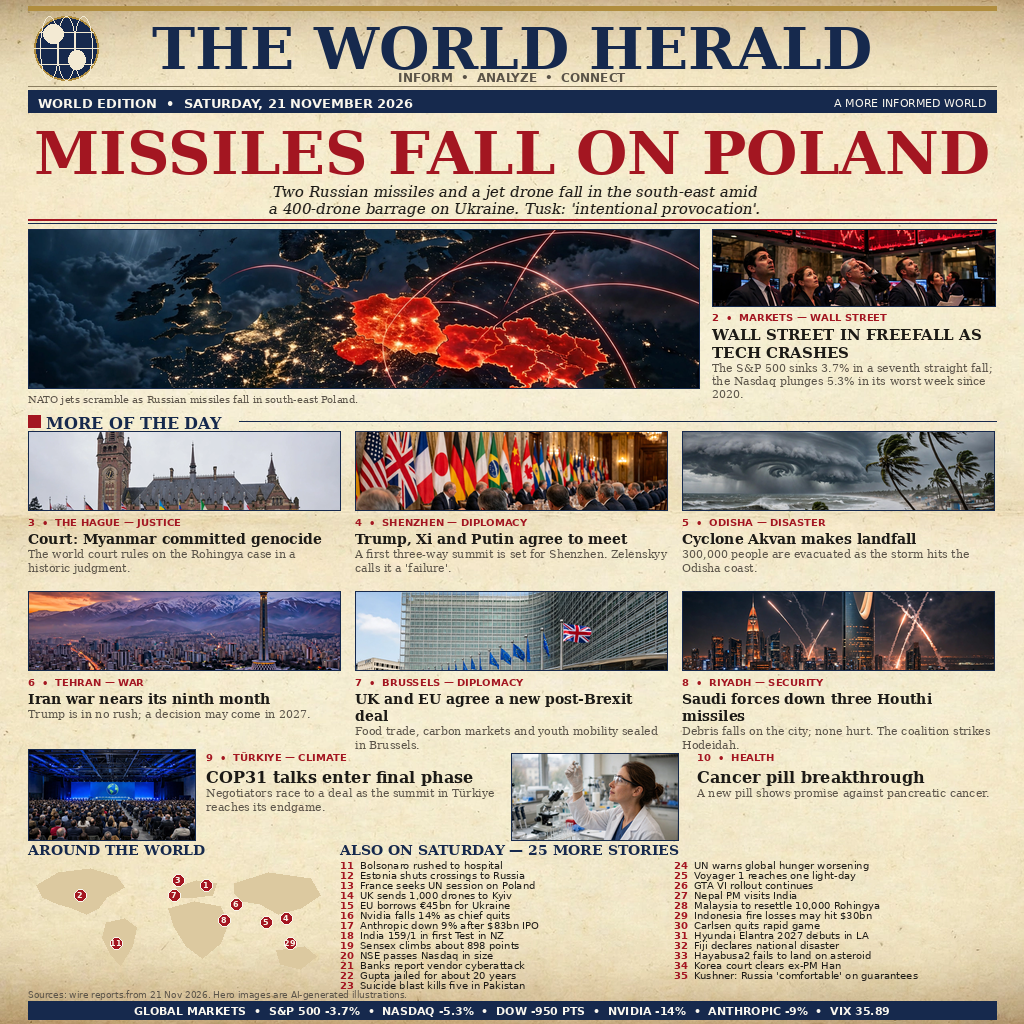 THE WORLD HERALD
INFORM • ANALYZE • CONNECT
WORLD EDITION • SATURDAY, 21 NOVEMBER 2026
A MORE INFORMED WORLD
MISSILES FALL ON POLAND
Two Russian missiles and a jet drone fall in the south-east amid
a 400-drone barrage on Ukraine. Tusk: 'intentional provocation'.
NATO jets scramble as Russian missiles fall in south-east Poland.
2 • MARKETS — WALL STREET
WALL STREET IN FREEFALL AS
TECH CRASHES
The S&P 500 sinks 3.7% in a seventh straight fall;
the Nasdaq plunges 5.3% in its worst week since
2020.
MORE OF THE DAY
3 • THE HAGUE — JUSTICE
Court: Myanmar committed genocide
The world court rules on the Rohingya case in a
historic judgment.
4 • SHENZHEN — DIPLOMACY
Trump, Xi and Putin agree to meet
A first three-way summit is set for Shenzhen. Zelenskyy
calls it a 'failure'.
5 • ODISHA — DISASTER
Cyclone Akvan makes landfall
300,000 people are evacuated as the storm hits the
Odisha coast.
6 • TEHRAN — WAR
Iran war nears its ninth month
Trump is in no rush; a decision may come in 2027.
7 • BRUSSELS — DIPLOMACY
UK and EU agree a new post-Brexit
deal
Food trade, carbon markets and youth mobility sealed
in Brussels.
8 • RIYADH — SECURITY
Saudi forces down three Houthi
missiles
Debris falls on the city; none hurt. The coalition strikes
Hodeidah.
9 • TÜRKIYE — CLIMATE
COP31 talks enter final phase
Negotiators race to a deal as the summit in Türkiye
reaches its endgame.
10 • HEALTH
Cancer pill breakthrough
A new pill shows promise against pancreatic cancer.
AROUND THE WORLD
2
3
1
7
6
8
5
4
11
29
ALSO ON SATURDAY — 25 MORE STORIES
11 Bolsonaro rushed to hospital
12 Estonia shuts crossings to Russia
13 France seeks UN session on Poland
14 UK sends 1,000 drones to Kyiv
15 EU borrows €45bn for Ukraine
16 Nvidia falls 14% as chief quits
17 Anthropic down 9% after $83bn IPO
18 India 159/1 in first Test in NZ
19 Sensex climbs about 898 points
20 NSE passes Nasdaq in size
21 Banks report vendor cyberattack
22 Gupta jailed for about 20 years
23 Suicide blast kills five in Pakistan
24 UN warns global hunger worsening
25 Voyager 1 reaches one light-day
26 GTA VI rollout continues
27 Nepal PM visits India
28 Malaysia to resettle 10,000 Rohingya
29 Indonesia fire losses may hit $30bn
30 Carlsen quits rapid game
31 Hyundai Elantra 2027 debuts in LA
32 Fiji declares national disaster
33 Hayabusa2 fails to land on asteroid
34 Korea court clears ex-PM Han
35 Kushner: Russia 'comfortable' on guarantees
Sources: wire reports from 21 Nov 2026. Hero images are AI-generated illustrations.
GLOBAL MARKETS • S&P 500 -3.7% • NASDAQ -5.3% • DOW -950 PTS • NVIDIA -14% • ANTHROPIC -9% • VIX 35.89